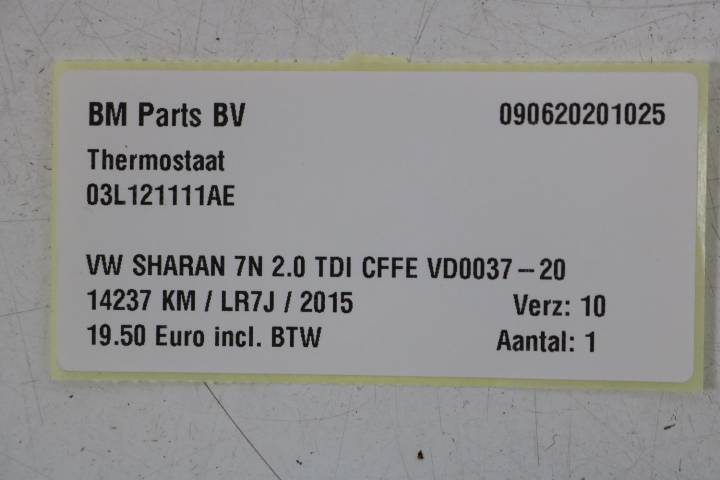 BM Parts BV 090620201025
Thermostaat
03L121111AE
VW SHARAN 7N 2.0 TDI CFFE VD0037-20
14237 KM / LR7J / 2015 Verz: 10
19.50 Euro incl. BTW Aantal: 1